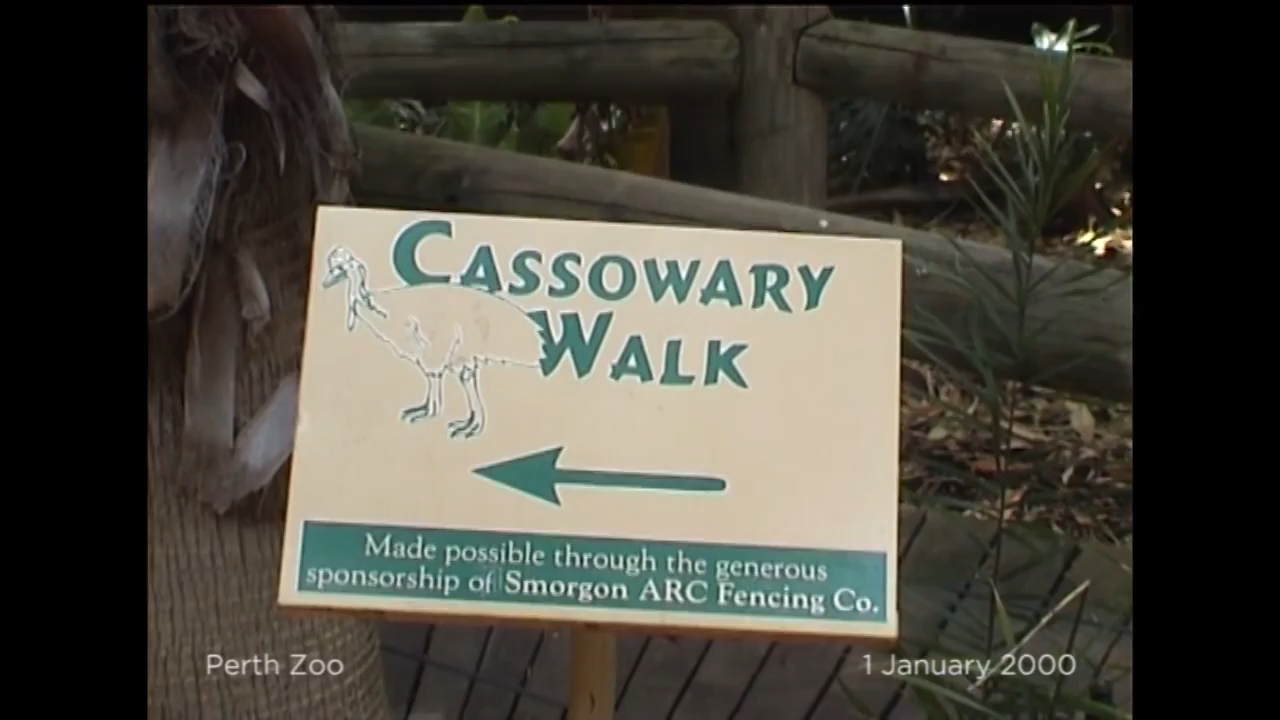 CASSOWARY
WALK
Made possible through the generous
sponsorship of Smorgon ARC Fencing Co.
Perth Zoo
1 January 2000